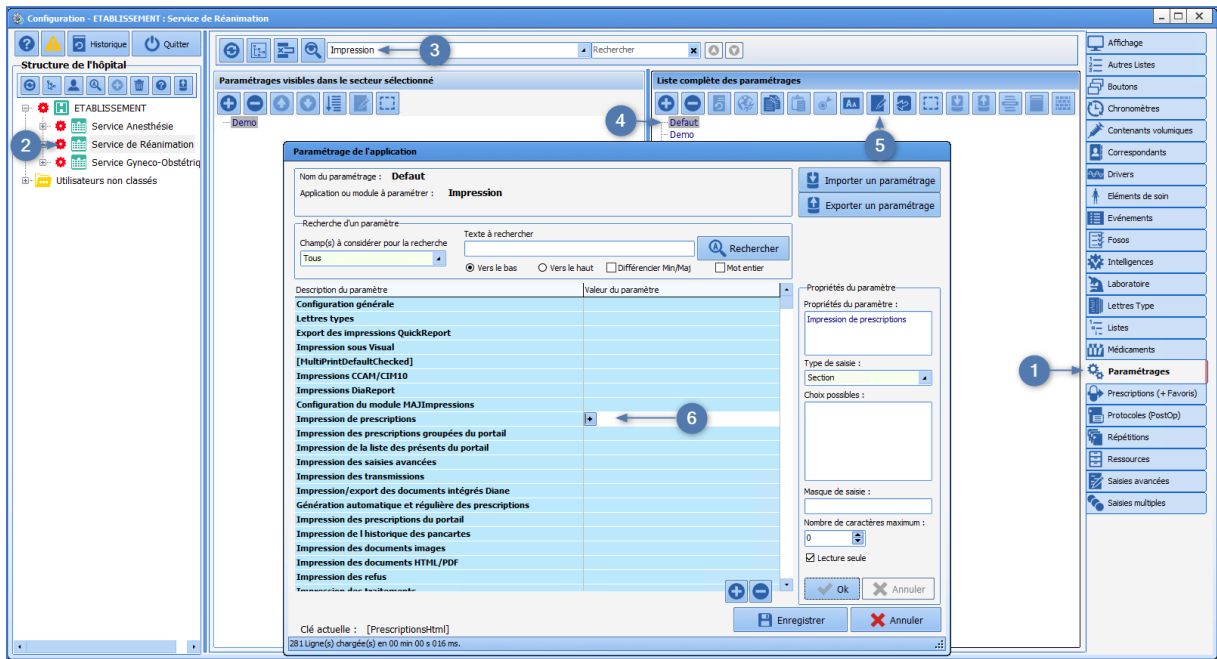 Configuration - ETABLISSEMENT : Service de Réanimation
Historique
Quitter
Structure de l'hôpital
ETABLISSEMENT
Service Anesthésie
2
Service de Réanimation
Service Gyneco-Obstétriq
Utilisateurs non classés
Impression
3
Rechercher
Paramétrages visibles dans le secteur sélectionné
Demo
Liste complète des paramétrages
4
Defaut
Demo
5
Paramétrage de l'application
Nom du paramétrage : Defaut
Application ou module à paramétrer : Impression
Importer un paramétrage
Exporter un paramétrage
Recherche d'un paramètre
Champ(s) à considérer pour la recherche
Tous
Texte à rechercher
Rechercher
Vers le bas
Vers le haut
Différencier Min/Maj
Mot entier
Description du paramètre
Valeur du paramètre
Configuration générale
Lettres types
Export des impressions QuickReport
Impression sous Visual
[MultiPrintDefaultChecked]
Impressions CCAM/CIM10
Impressions DiaReport
Configuration du module MAJImpressions
Impression de prescriptions
6
Impression des prescriptions groupées du portail
Impression de la liste des présents du portail
Impression des saisies avancées
Impression des transmissions
Impression/export des documents intégrés Diane
Génération automatique et régulière des prescriptions
Impression des prescriptions du portail
Impression de l historique des pancartes
Impression des documents images
Impression des documents HTML/PDF
Impression des refus
Impression des traitements
Propriétés du paramètre
Propriétés du paramètre :
Impression de prescriptions
Type de saisie :
Section
Choix possibles :
Masque de saisie :
Nombre de caractères maximum :
0
Lecture seule
Ok
Annuler
Enregistrer
Annuler
Clé actuelle : [PrescriptionsHtml]
281 Ligne(s) chargée(s) en 00 min 00 s 016 ms.
Affichage
Autres Listes
Boutons
Chronomètres
Contenants volumiques
Correspondants
Drivers
Eléments de soin
Evénements
Fosos
Intelligences
Laboratoire
Lettres Type
Listes
Médicaments
1
Paramétrages
Prescriptions (+ Favoris)
Protocoles (PostOp)
Répétitions
Ressources
Saisies avancées
Saisies multiples